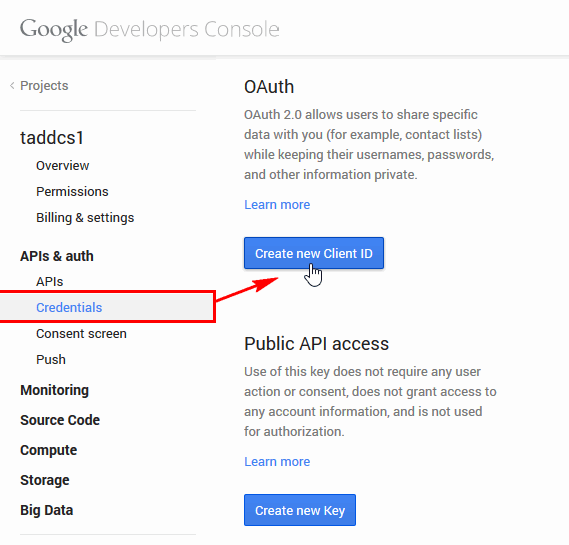 Google Developers Console
Projects
taddcs1
Overview
Permissions
Billing & settings
APIs & auth
APIs
Credentials
Consent screen
Push
Monitoring
Source Code
Compute
Storage
Big Data
OAuth
OAuth 2.0 allows users to share specific
data with you (for example, contact lists)
while keeping their usernames, passwords,
and other information private.
Learn more
Create new Client ID
Public API access
Use of this key does not require any user
action or consent, does not grant access to
any account information, and is not used
for authorization.
Learn more
Create new Key